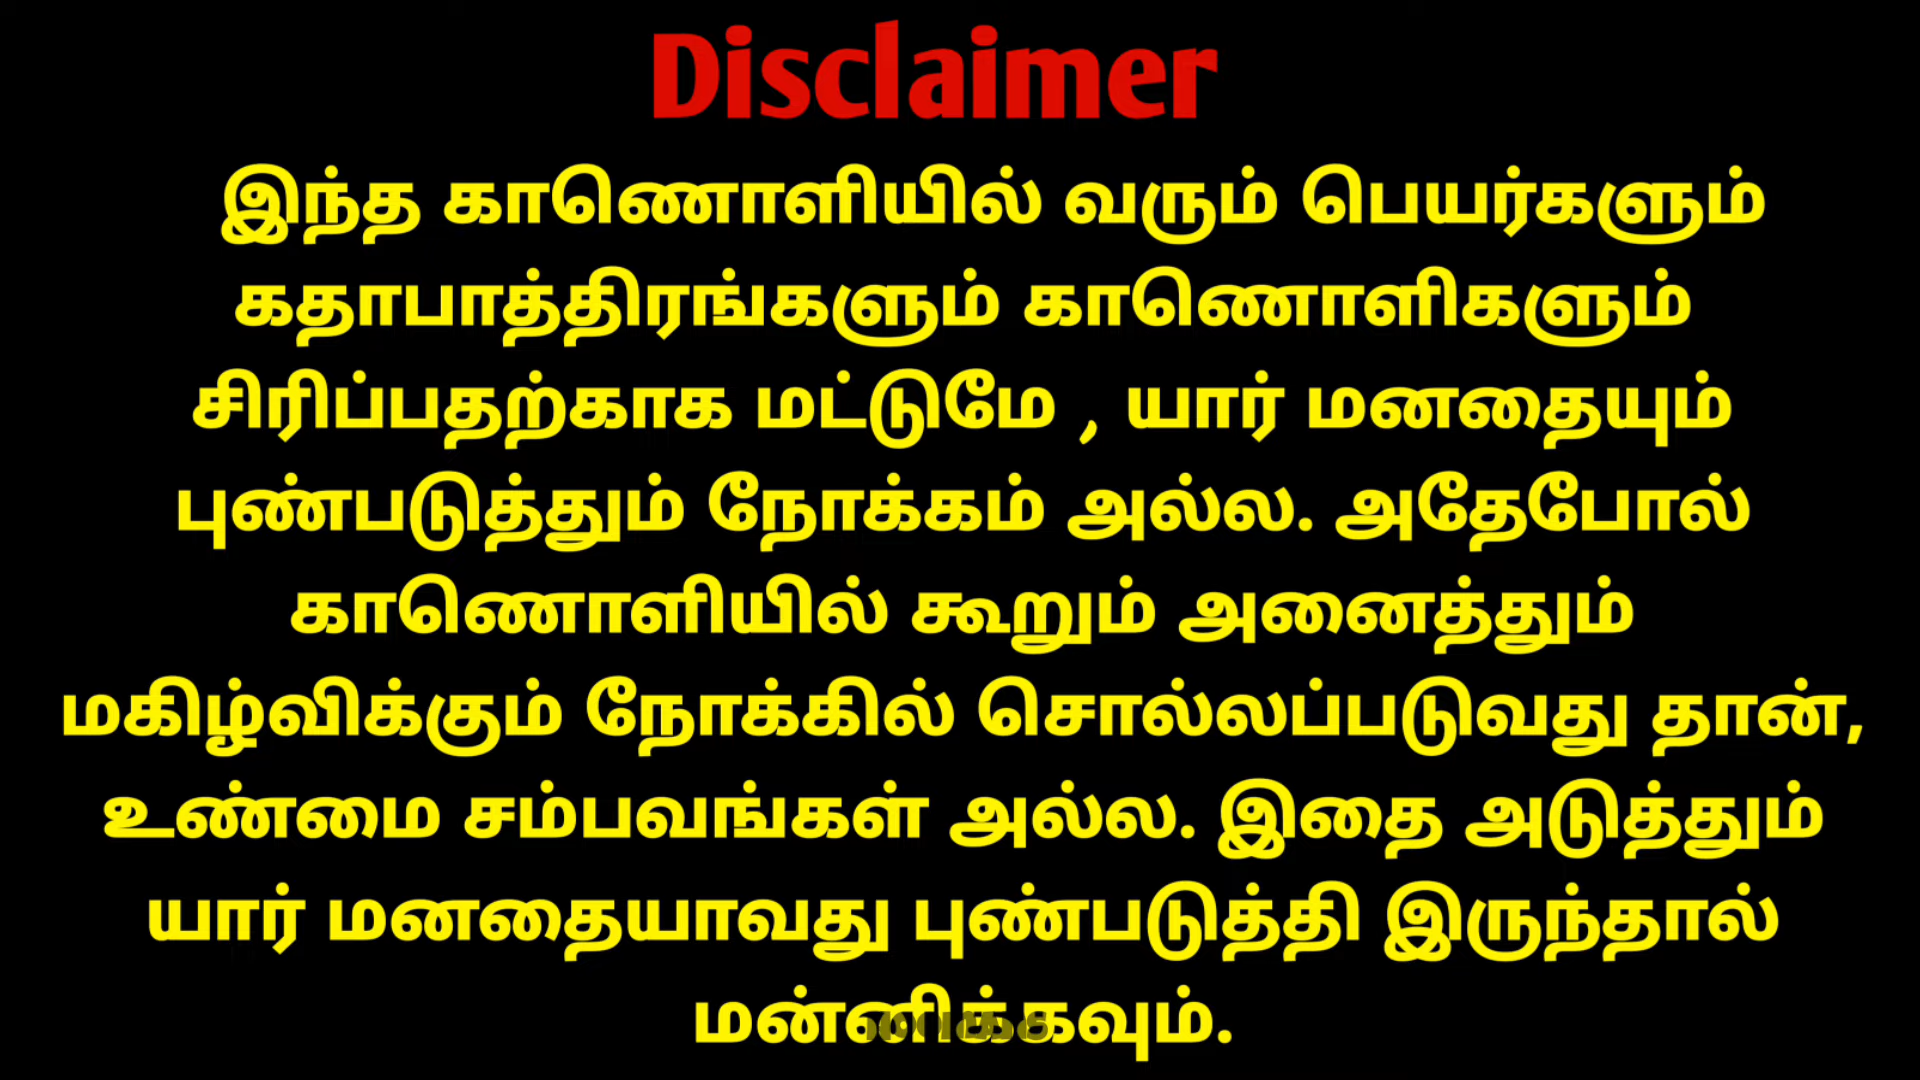 Disclaimer
இந்த காணொளியில் வரும் பெயர்களும்
கதாபாத்திரங்களும் காணொளிகளும்
சிரிப்பதற்காக மட்டுமே , யார் மனதையும்
புண்படுத்தும் நோக்கம் அல்ல. அதேபோல்
காணொளியில் கூறும் அனைத்தும்
மகிழ்விக்கும் நோக்கில் சொல்லப்படுவது தான்,
உண்மை சம்பவங்கள் அல்ல. இதை அடுத்தும்
யார் மனதையாவது புண்படுத்தி இருந்தால்
மன்னிக்கவும்.